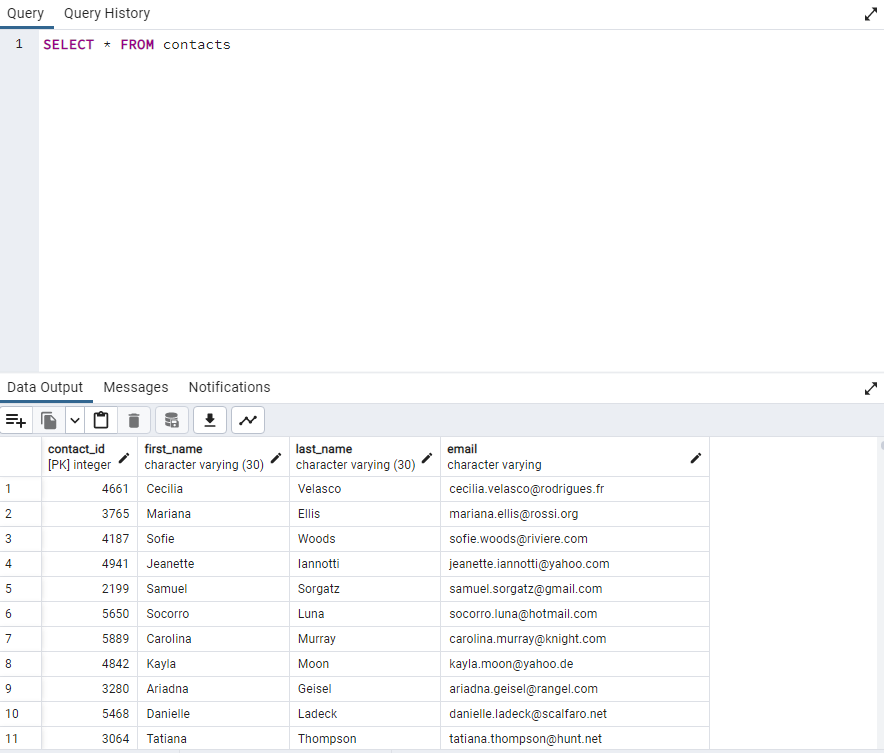 Query Query History
1 SELECT * FROM contacts
Data Output Messages Notifications
contact_id first_name last_name email
[PK] integer character varying (30) character varying (30) character varying
1 4661 Cecilia Velasco cecilia.velasco@rodrigues.fr
2 3765 Mariana Ellis mariana.ellis@rossi.org
3 4187 Sofie Woods sofie.woods@riviere.com
4 4941 Jeanette Iannotti jeanette.iannotti@yahoo.com
5 2199 Samuel Sorgatz samuel.sorgatz@gmail.com
6 5650 Socorro Luna socorro.luna@hotmail.com
7 5889 Carolina Murray carolina.murray@knight.com
8 4842 Kayla Moon kayla.moon@yahoo.de
9 3280 Ariadna Geisel ariadna.geisel@rangel.com
10 5468 Danielle Ladeck danielle.ladeck@scalfaro.net
11 3064 Tatiana Thompson tatiana.thompson@hunt.net